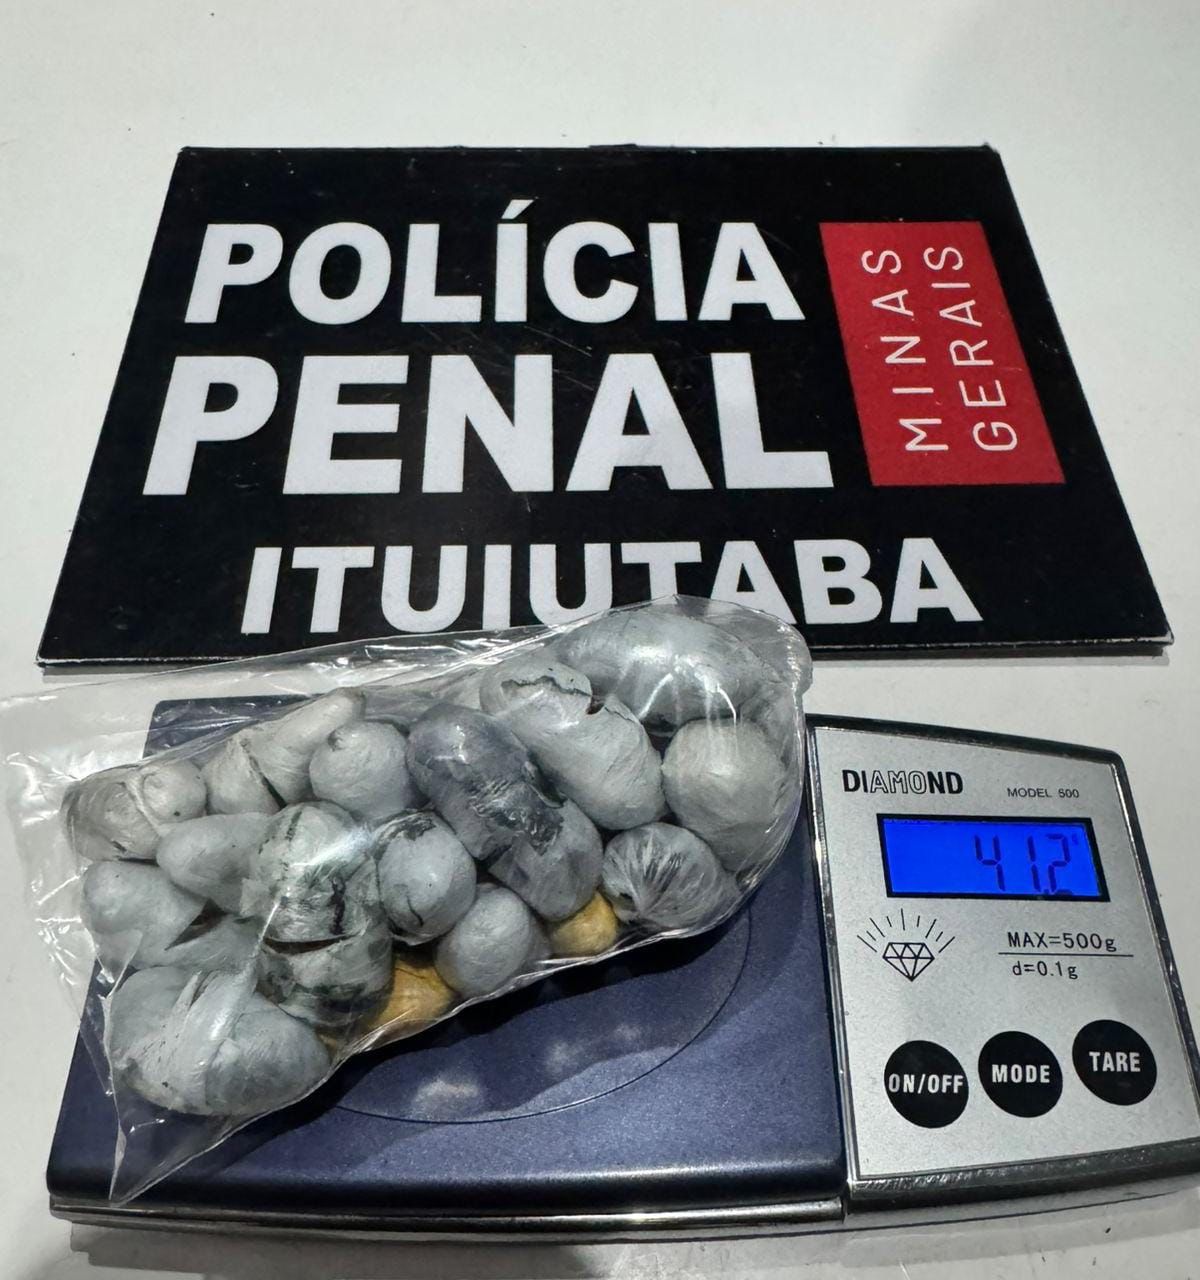 POLÍCIA
PENAL
ITUIUTABA
MINAS
GERAIS
DIAMOND
MODEL 500
41.2
MAX=500g
d=0.1g
ON/OFF
MODE
TARE